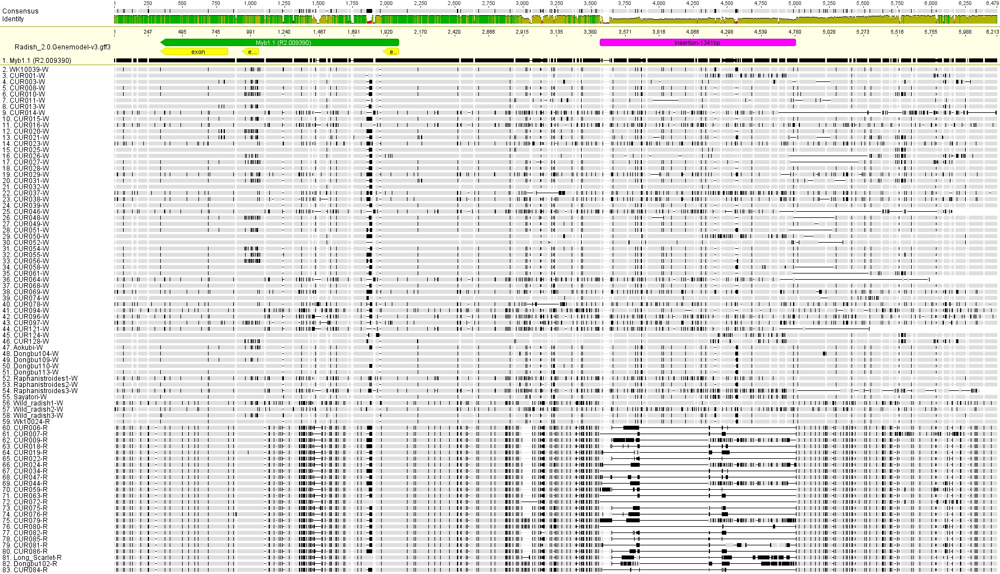 1 250 500 750 1,000 1,250 1,500 1,750 2,000 2,250 2,500 2,750 3,000 3,250 3,500 3,750 4,000 4,250 4,500 4,750 5,000 5,250 5,500 5,750 6,000 6,250 6,479
Consensus
Identity
1 247 495 745 991 1,240 1,467 1,691 1,920 2,170 2,420 2,666 2,915 3,135 3,380 3,571 3,816 4,066 4,298 4,539 4,780 5,028 5,273 5,516 5,755 5,988 6,213
Myb1.1 (R2.009390) Insertion-1341bp
Radish_2.0.Genemodel-v3.gff3
exon e... e..
1. Myb1.1 (R2.009390)
2. WK10039-W
3. CUR001-W
4. CUR003-W
5. CUR008-W
6. CUR010-W
7. CUR011-W
8. CUR013-W
9. CUR014-W
10. CUR015-W
11. CUR016-W
12. CUR020-W
13. CUR021-W
14. CUR023-W
15. CUR025-W
16. CUR026-W
17. CUR027-W
18. CUR028-W
19. CUR029-W
20. CUR031-W
21. CUR032-W
22. CUR037-W
23. CUR038-W
24. CUR039-W
25. CUR046-W
26. CUR048-W
27. CUR049-W
28. CUR051-W
29. CUR050-W
30. CUR052-W
31. CUR054-W
32. CUR055-W
33. CUR056-W
34. CUR058-W
35. CUR061-W
36. CUR064-W
37. CUR068-W
38. CUR069-W
39. CUR074-W
40. CUR078-W
41. CUR094-W
42. CUR096-W
43. CUR097-W
44. CUR121-W
45. CUR124-W
46. CUR128-W
47. Aokubi-W
48. Dongbu104-W
49. Dongbu109-W
50. Dongbu110-W
51. Dongbu113-W
52. Raphanistroides1-W
53. Raphanistroides2-W
54. Raphanistroides3-W
55. Sayatori-W
56. Wild_radish1-W
57. Wild_radish2-W
58. Wild_radish3-W
59. Wk10024-R
60. CUR006-R
61. CUR007-R
62. CUR009-R
63. CUR018-R
64. CUR019-R
65. CUR022-R
66. CUR024-R
67. CUR034-R
68. CUR047-R
69. CUR044-R
70. CUR059-R
71. CUR063-R
72. CUR072-R
73. CUR075-R
74. CUR076-R
75. CUR079-R
76. CUR080-R
77. CUR082-R
78. CUR085-R
79. CUR081-R
80. CUR086-R
81. Long_Scarlet-R
82. Dongbu102-R
83. CUR084-R